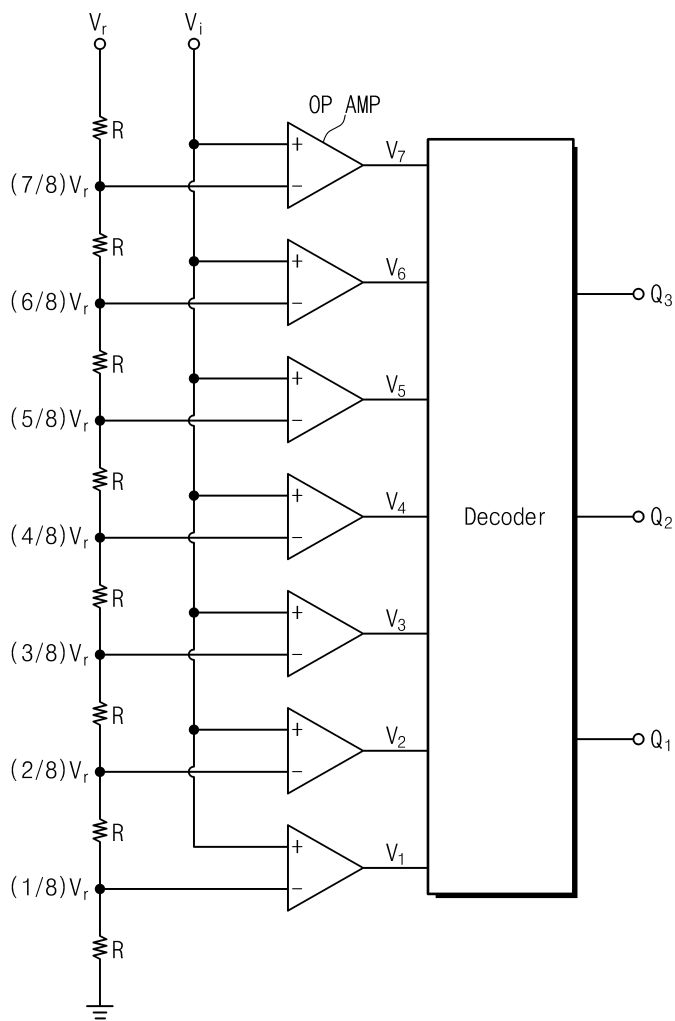 Vr
Vi
OP AMP
R
V7
(7/8)Vr
R
V6
(6/8)Vr
Q3
R
V5
(5/8)Vr
R
V4
Decoder
Q2
(4/8)Vr
R
V3
(3/8)Vr
R
V2
Q1
(2/8)Vr
R
V1
(1/8)Vr
R
+
−
+
−
+
−
+
−
+
−
+
−
+
−